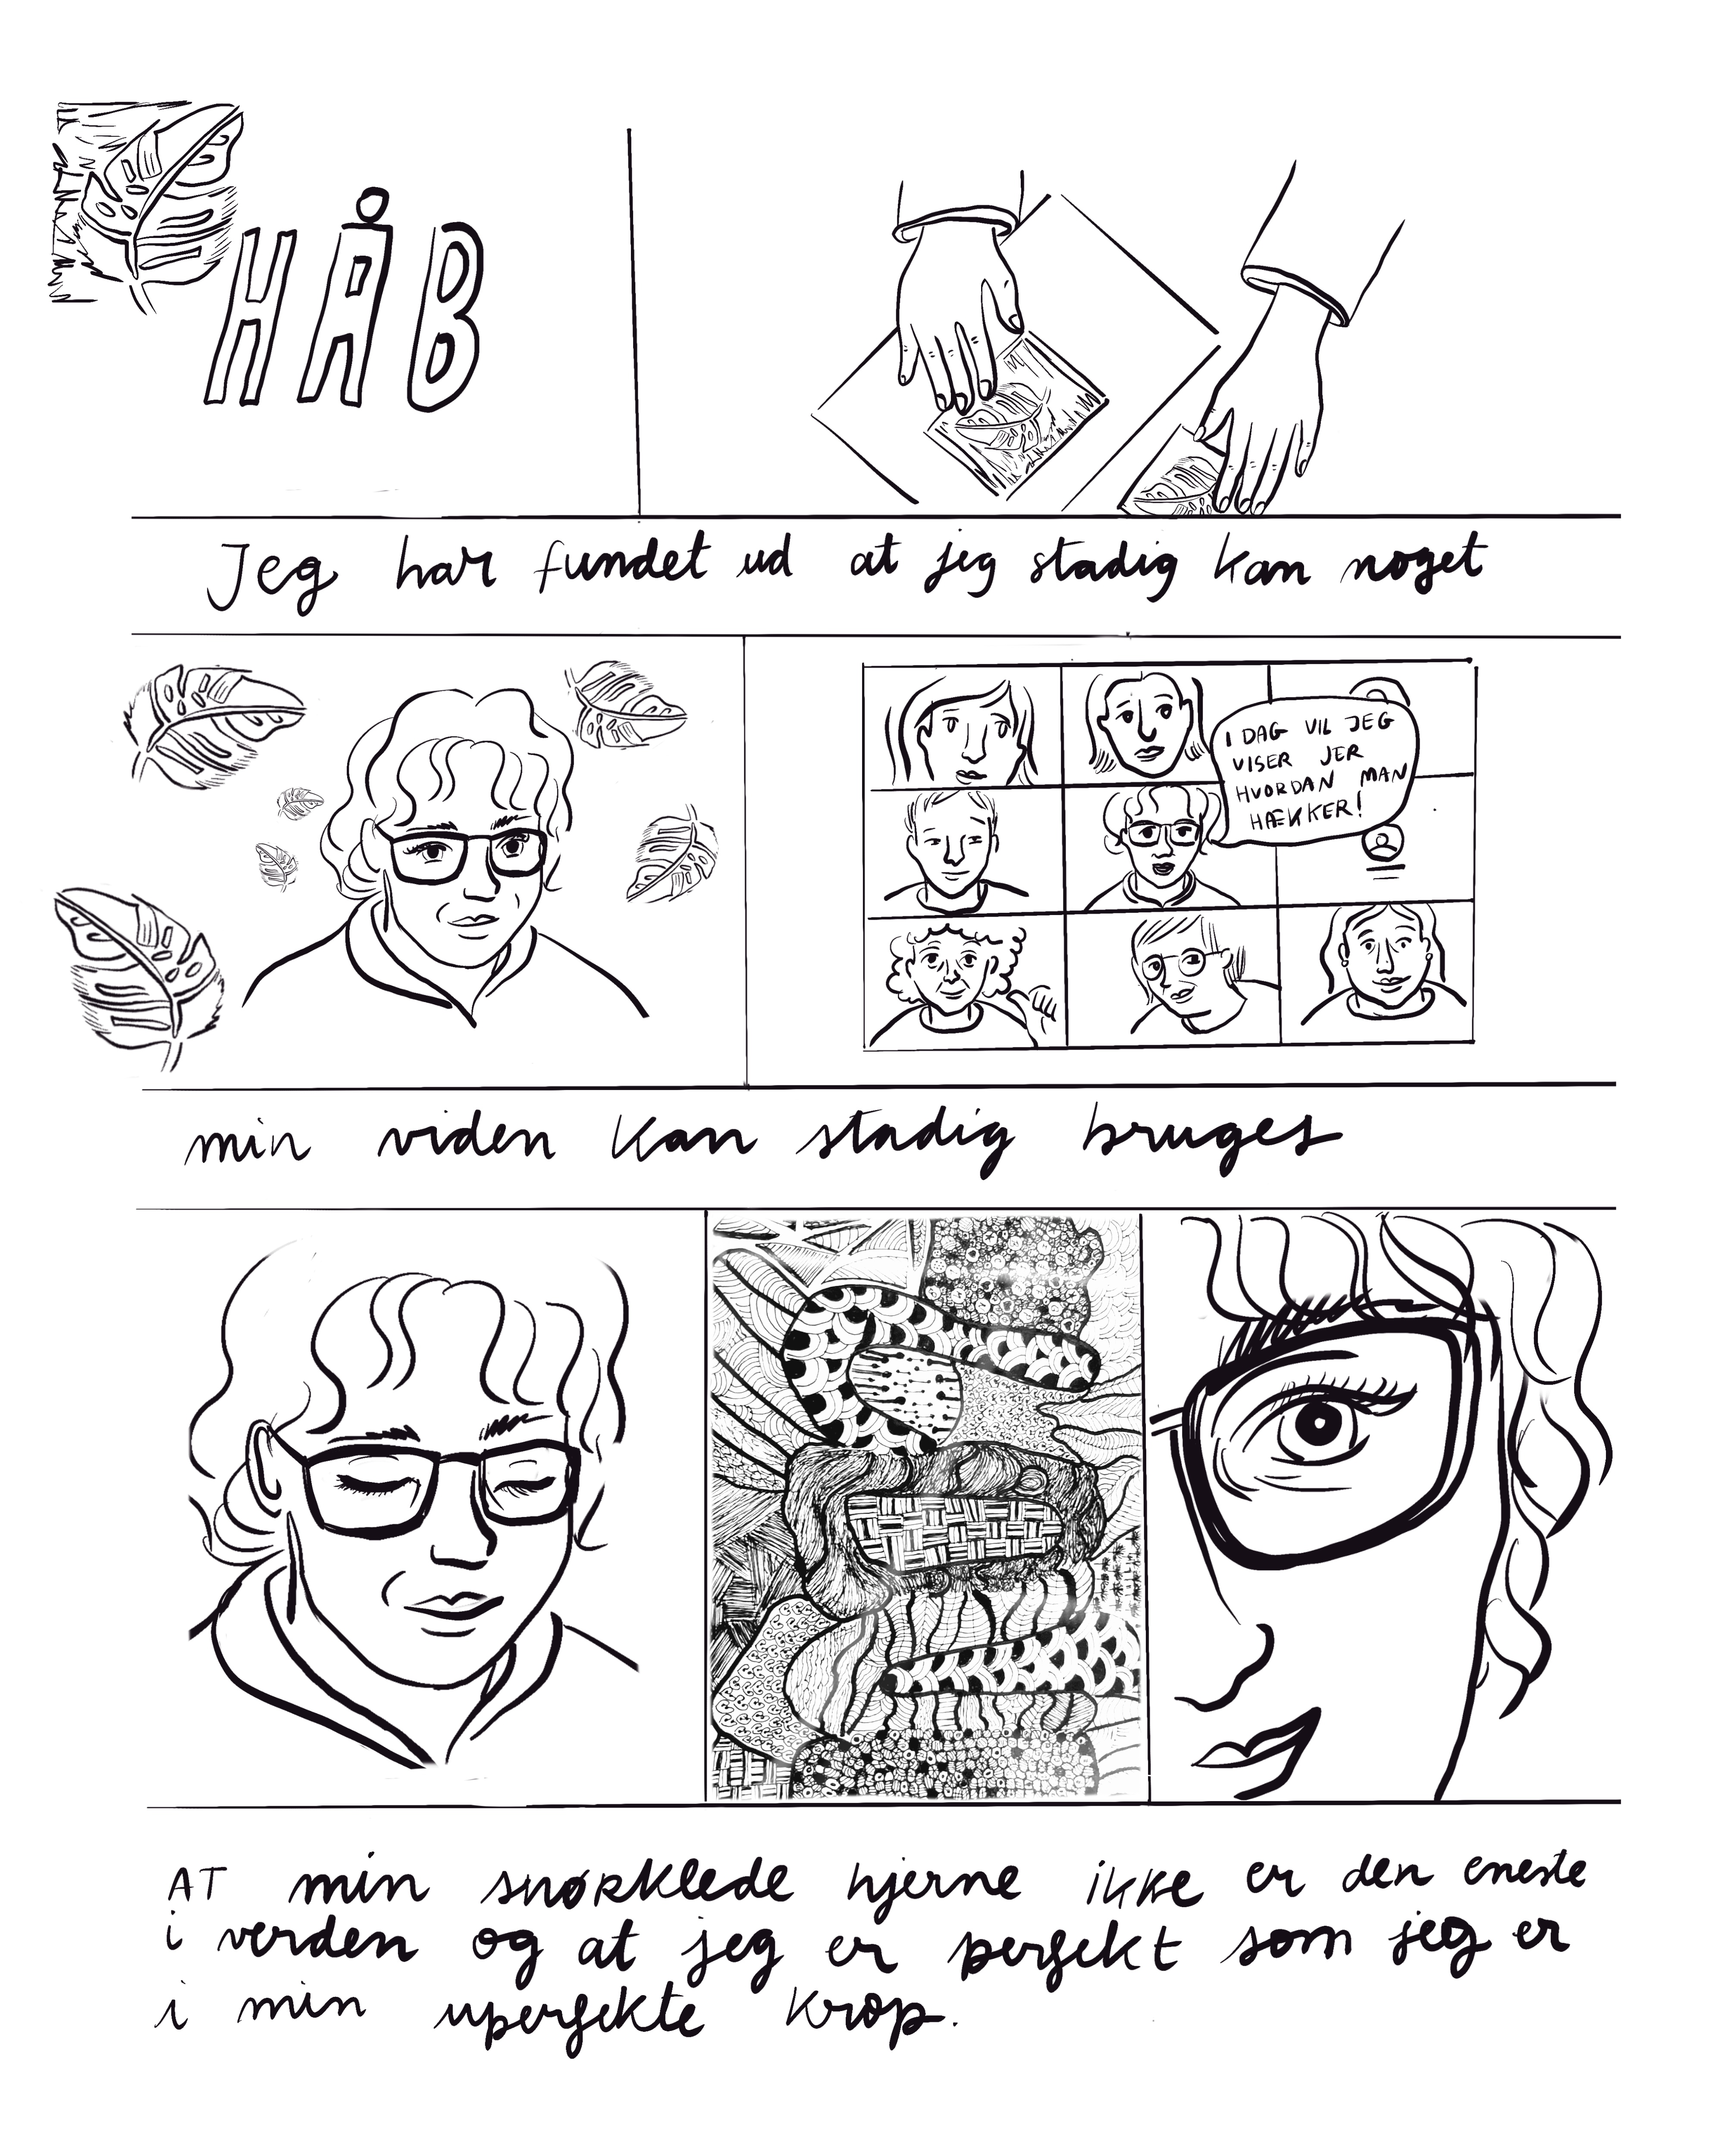 HÅB
Jeg har fundet ud at jeg stadig kan noget
I DAG VIL JEG
VISER JER
HVORDAN MAN
HÆKKER!
min viden kan stadig bruges
AT min snørklede hjerne ikke er den eneste
i verden og at jeg er perfekt som jeg er
i min uperfekte krop.